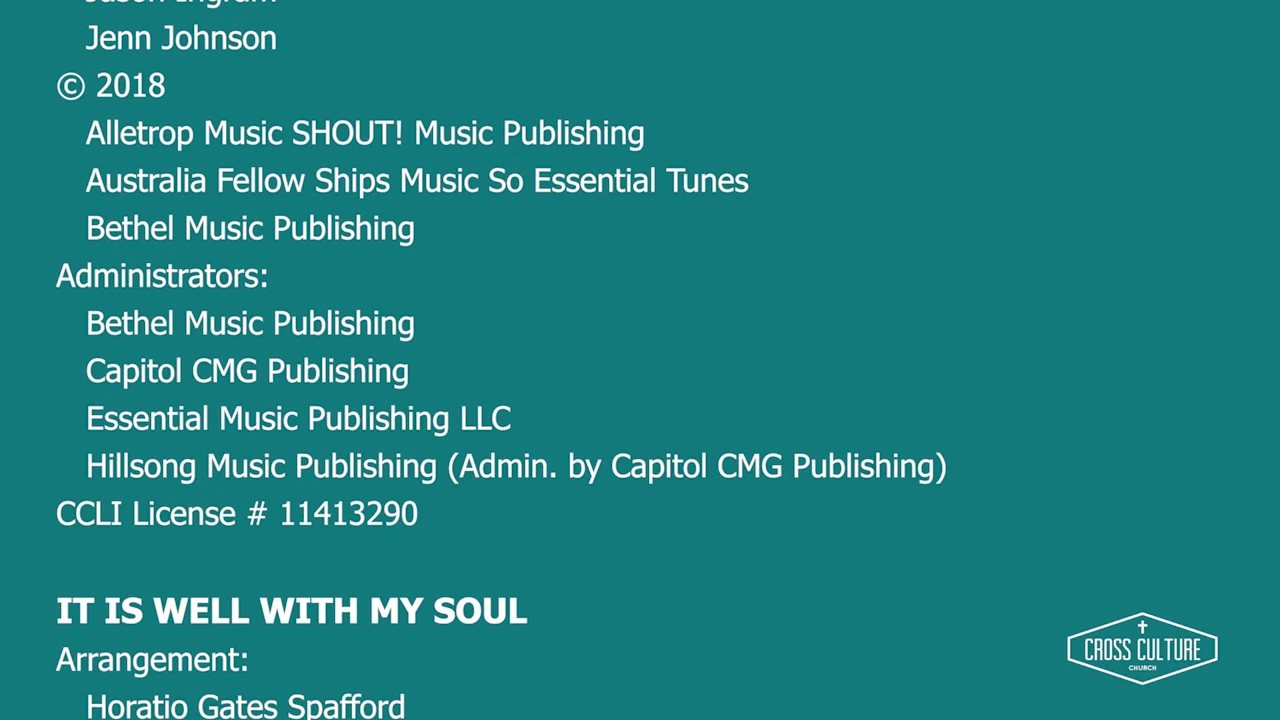 Jason Ingram
Jenn Johnson
© 2018
Alletrop Music SHOUT! Music Publishing
Australia Fellow Ships Music So Essential Tunes
Bethel Music Publishing
Administrators:
Bethel Music Publishing
Capitol CMG Publishing
Essential Music Publishing LLC
Hillsong Music Publishing (Admin. by Capitol CMG Publishing)
CCLI License # 11413290
IT IS WELL WITH MY SOUL
Arrangement:
Horatio Gates Spafford
CROSS CULTURE
CHURCH